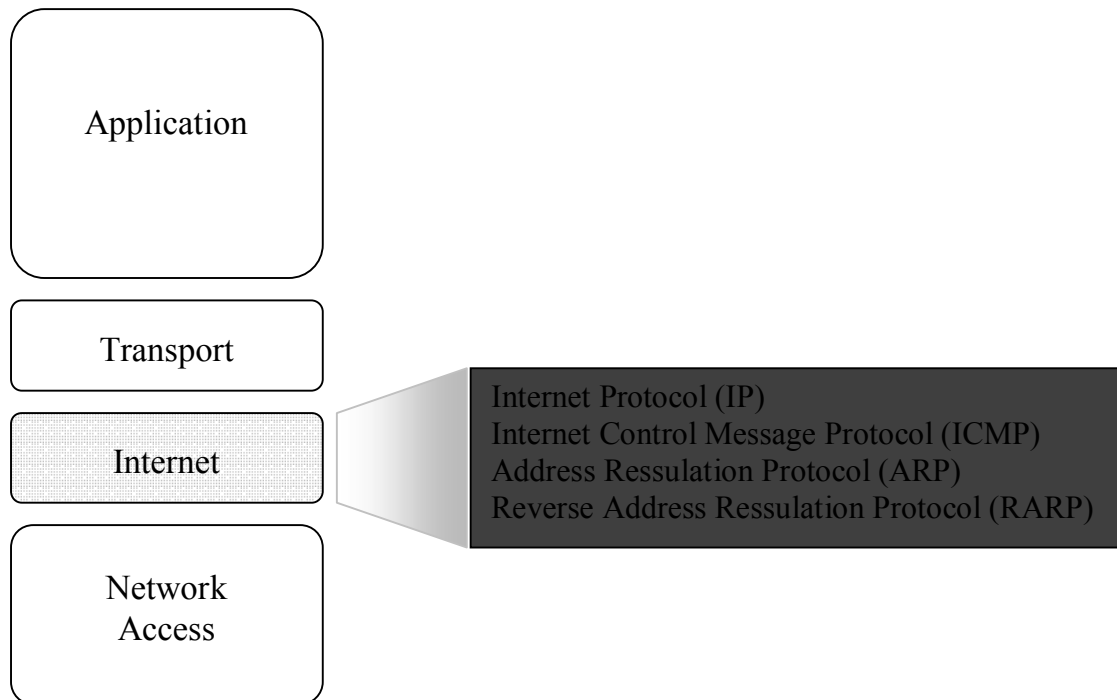 Application
Transport
Internet
Internet Protocol (IP)
Internet Control Message Protocol (ICMP)
Address Ressulation Protocol (ARP)
Reverse Address Ressulation Protocol (RARP)
Network
Access